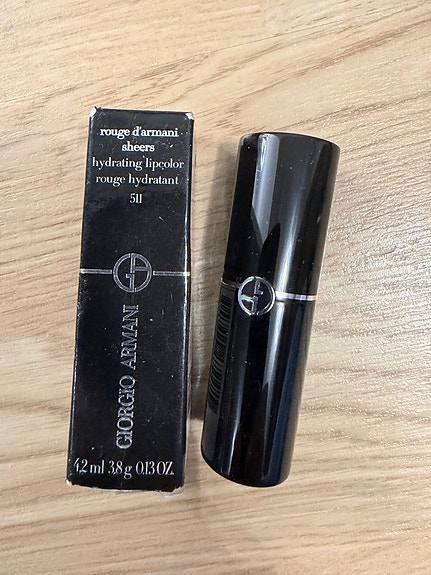 rouge d'armani
sheers
hydrating lipcolor
rouge hydratant
511
GIORGIO ARMANI
4,2 ml 3,8 g 0.13 OZ.